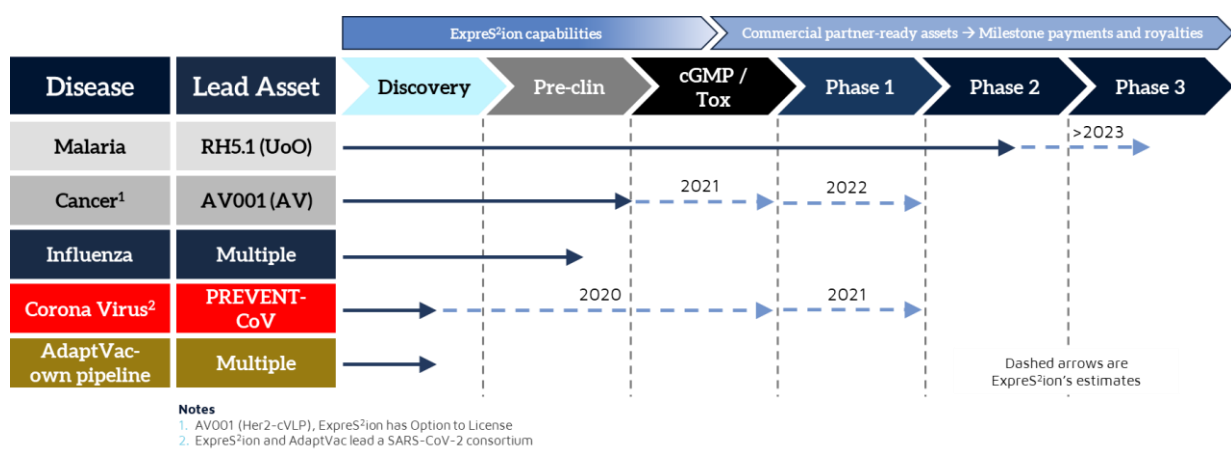 ExpreS²ion capabilities
Commercial partner-ready assets → Milestone payments and royalties
Disease
Lead Asset
Discovery
Pre-clin
cGMP /
Tox
Phase 1
Phase 2
Phase 3
Malaria
RH5.1 (UoO)
>2023
Cancer¹
AV001 (AV)
2021
2022
Influenza
Multiple
Corona Virus²
PREVENT-
CoV
2020
2021
AdaptVac-
own pipeline
Multiple
Dashed arrows are
ExpreS²ion's estimates
Notes
1. AV001 (Her2-cVLP), ExpreS²ion has Option to License
2. ExpreS²ion and AdaptVac lead a SARS-CoV-2 consortium